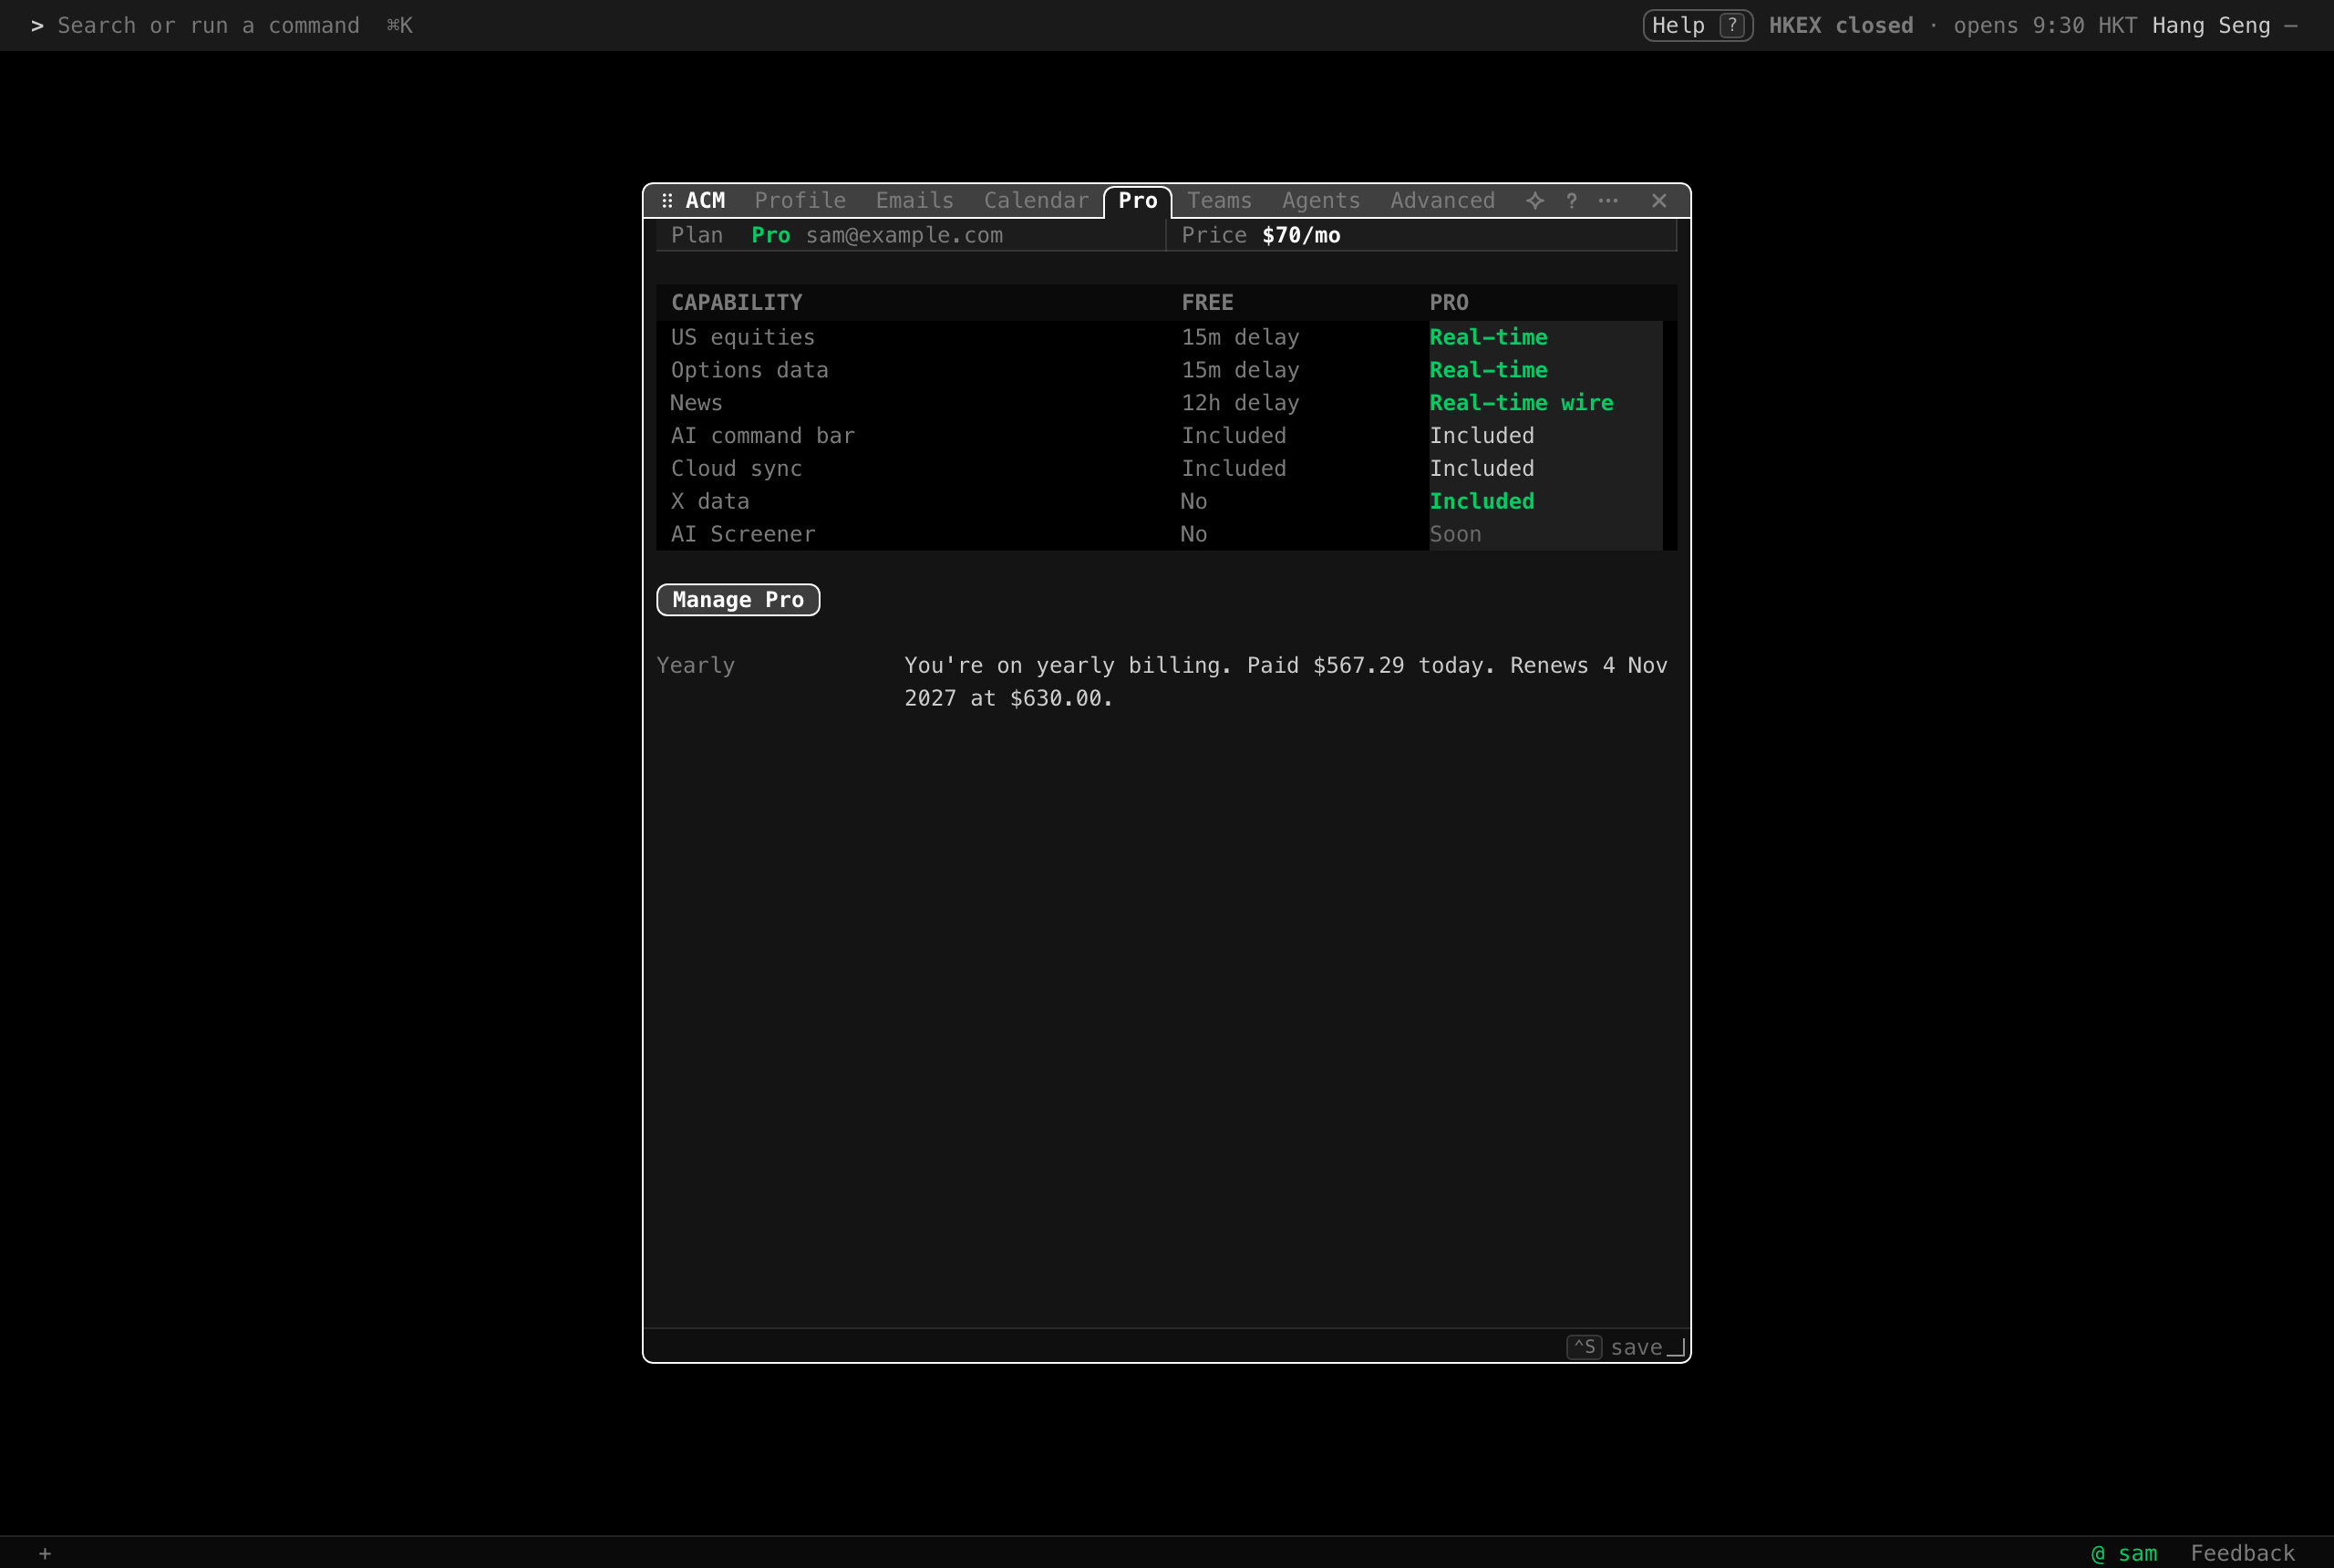 > Search or run a command ⌘K
Help ? HKEX closed · opens 9:30 HKT Hang Seng —
ACM Profile Emails Calendar Pro Teams Agents Advanced ? ··· ×
Plan Pro sam@example.com Price $70/mo
CAPABILITY FREE PRO
US equities 15m delay Real-time
Options data 15m delay Real-time
News 12h delay Real-time wire
AI command bar Included Included
Cloud sync Included Included
X data No Included
AI Screener No Soon
Manage Pro
Yearly You're on yearly billing. Paid $567.29 today. Renews 4 Nov
2027 at $630.00.
^S save
+ @ sam Feedback